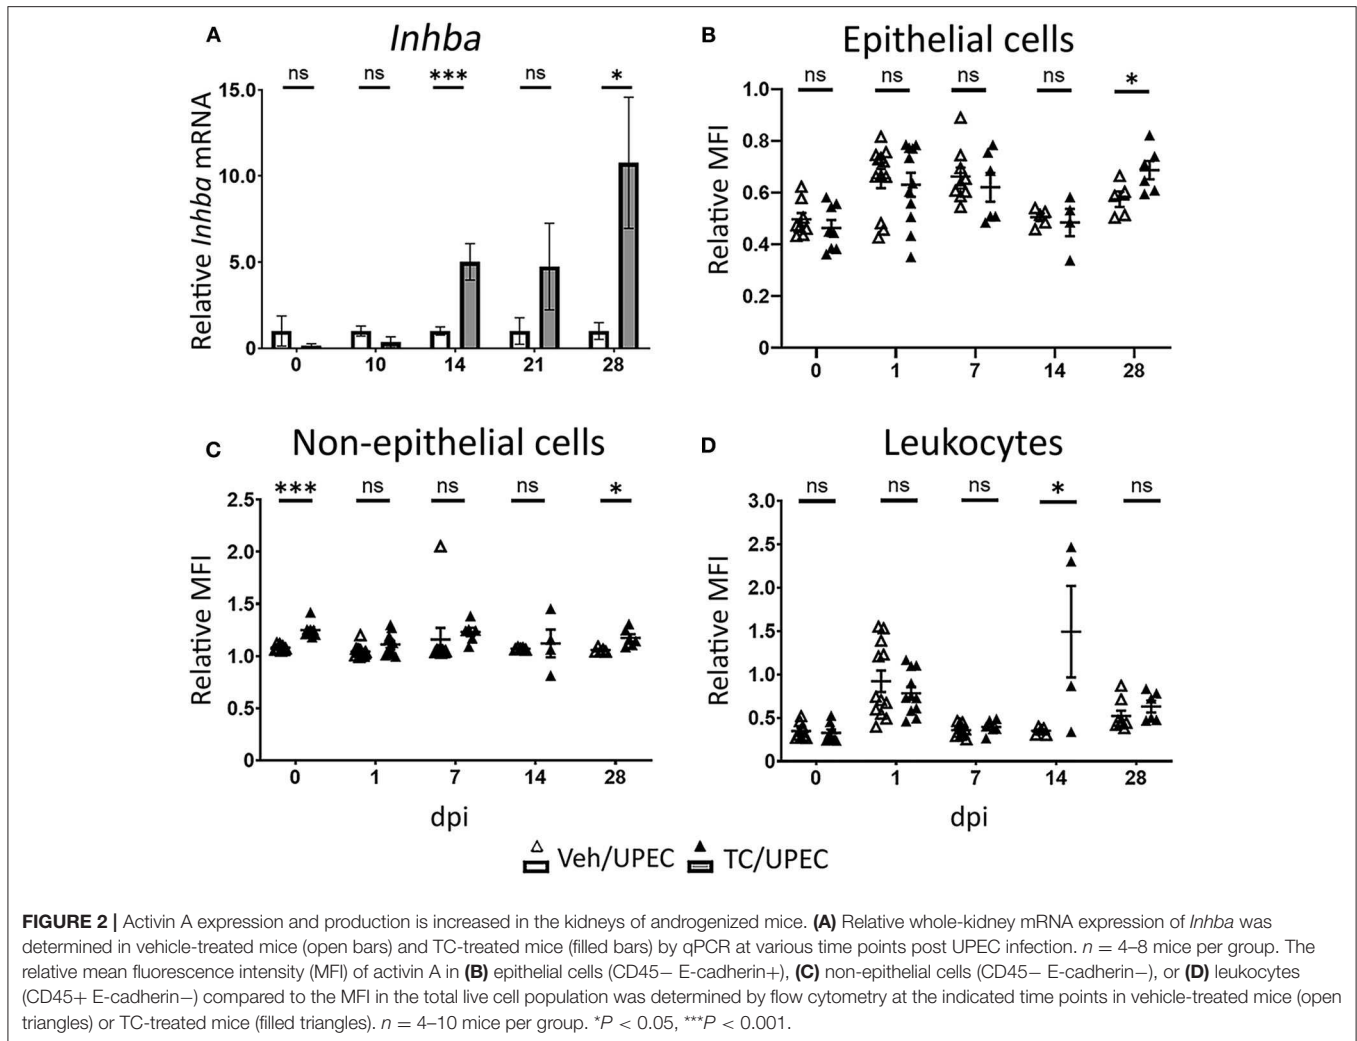 A
Inhba
ns ns *** ns *
15.0
10.0
5.0
0
Relative Inhba mRNA
0 10 14 21 28
B
Epithelial cells
ns ns ns ns *
1.0
0.8
0.6
0.4
0.2
0
Relative MFI
0 1 7 14 28
C
Non-epithelial cells
*** ns ns ns *
2.5
2.0
1.5
1.0
0.5
0
Relative MFI
0 1 7 14 28
dpi
D
Leukocytes
ns ns ns * ns
3.0
2.5
2.0
1.5
1.0
0.5
0
Relative MFI
0 1 7 14 28
dpi
Veh/UPEC TC/UPEC
FIGURE 2 | Activin A expression and production is increased in the kidneys of androgenized mice. (A) Relative whole-kidney mRNA expression of Inhba was
determined in vehicle-treated mice (open bars) and TC-treated mice (filled bars) by qPCR at various time points post UPEC infection. n = 4–8 mice per group. The
relative mean fluorescence intensity (MFI) of activin A in (B) epithelial cells (CD45− E-cadherin+), (C) non-epithelial cells (CD45− E-cadherin−), or (D) leukocytes
(CD45+ E-cadherin−) compared to the MFI in the total live cell population was determined by flow cytometry at the indicated time points in vehicle-treated mice (open
triangles) or TC-treated mice (filled triangles). n = 4–10 mice per group. *P < 0.05, ***P < 0.001.